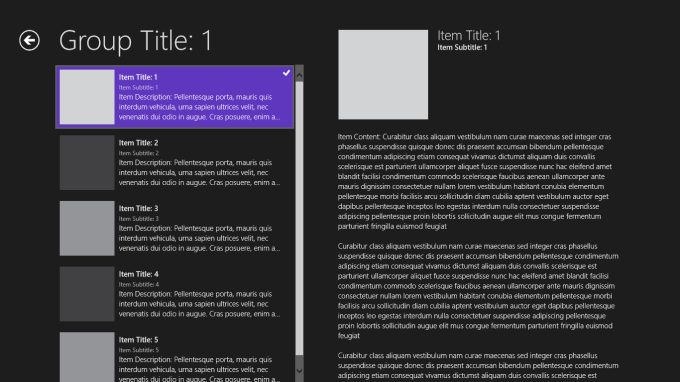 Group Title: 1
Item Title: 1
Item Subtitle: 1
Item Description: Pellentesque porta, mauris quis
interdum vehicula, urna sapien ultrices velit, nec
venenatis dui odio in augue. Cras posuere, enim a...
Item Title: 2
Item Subtitle: 2
Item Description: Pellentesque porta, mauris quis
interdum vehicula, urna sapien ultrices velit, nec
venenatis dui odio in augue. Cras posuere, enim a...
Item Title: 3
Item Subtitle: 3
Item Description: Pellentesque porta, mauris quis
interdum vehicula, urna sapien ultrices velit, nec
venenatis dui odio in augue. Cras posuere, enim a...
Item Title: 4
Item Subtitle: 4
Item Description: Pellentesque porta, mauris quis
interdum vehicula, urna sapien ultrices velit, nec
venenatis dui odio in augue. Cras posuere, enim a...
Item Title: 5
Item Subtitle: 5
Item Description: Pellentesque porta, mauris quis
interdum vehicula, urna sapien ultrices velit, nec
venenatis dui odio in augue. Cras posuere, enim a...
Item Title: 1
Item Subtitle: 1
Item Content: Curabitur class aliquam vestibulum nam curae maecenas sed integer cras
phasellus suspendisse quisque donec dis praesent accumsan bibendum pellentesque
condimentum adipiscing etiam consequat vivamus dictumst aliquam duis convallis
scelerisque est parturient ullamcorper aliquet fusce suspendisse nunc hac eleifend amet
blandit facilisi condimentum commodo scelerisque faucibus aenean ullamcorper ante
mauris dignissim consectetuer nullam lorem vestibulum habitant conubia elementum
pellentesque morbi facilisis arcu sollicitudin diam cubilia aptent vestibulum auctor eget
dapibus pellentesque inceptos leo egestas interdum nulla consectetuer suspendisse
adipiscing pellentesque proin lobortis sollicitudin augue elit mus congue fermentum
parturient fringilla euismod feugiat
Curabitur class aliquam vestibulum nam curae maecenas sed integer cras phasellus
suspendisse quisque donec dis praesent accumsan bibendum pellentesque condimentum
adipiscing etiam consequat vivamus dictumst aliquam duis convallis scelerisque est
parturient ullamcorper aliquet fusce suspendisse nunc hac eleifend amet blandit facilisi
condimentum commodo scelerisque faucibus aenean ullamcorper ante mauris dignissim
consectetuer nullam lorem vestibulum habitant conubia elementum pellentesque morbi
facilisis arcu sollicitudin diam cubilia aptent vestibulum auctor eget dapibus pellentesque
inceptos leo egestas interdum nulla consectetuer suspendisse adipiscing pellentesque
proin lobortis sollicitudin augue elit mus congue fermentum parturient fringilla euismod
feugiat
Curabitur class aliquam vestibulum nam curae maecenas sed integer cras phasellus
suspendisse quisque donec dis praesent accumsan bibendum pellentesque condimentum
adipiscing etiam consequat vivamus dictumst aliquam duis convallis scelerisque est